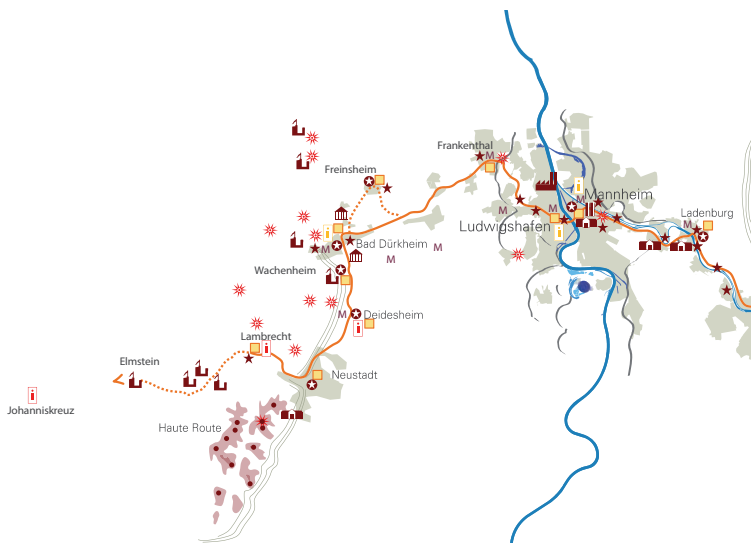 Frankenthal
M
Freinsheim
Mannheim
M
M
M
Ladenburg
M
Ludwigshafen
Bad Dürkheim
M
M
M
Wachenheim
M
Deidesheim
Lambrecht
Elmstein
Neustadt
Johanniskreuz
Haute Route